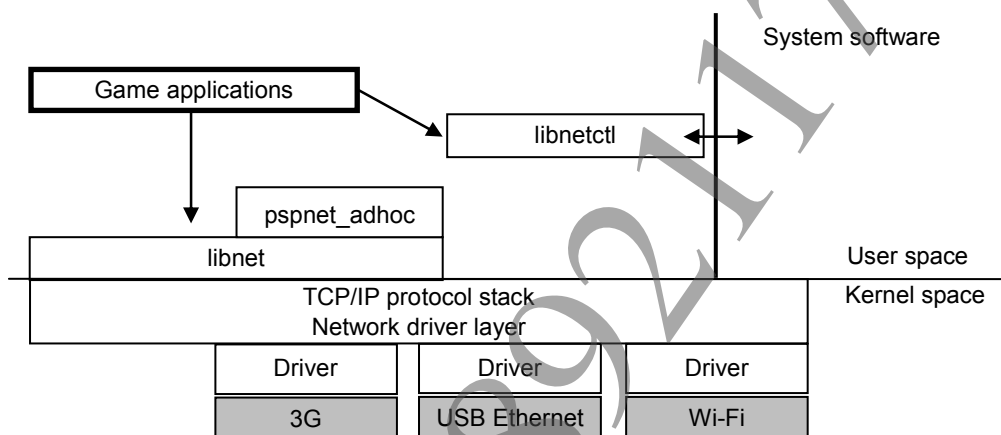 System software
Game applications
libnetctl
pspnet_adhoc
libnet
User space
Kernel space
TCP/IP protocol stack
Network driver layer
Driver
Driver
Driver
3G
USB Ethernet
Wi-Fi